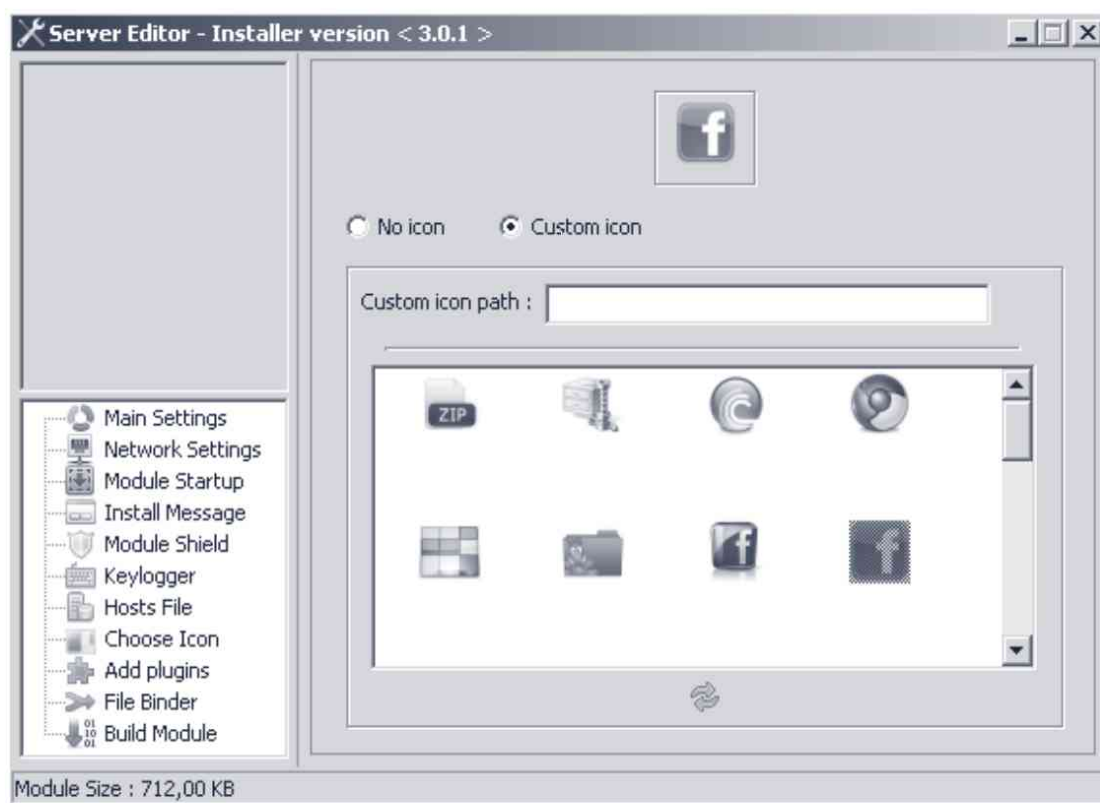 Server Editor - Installer version < 3.0.1 >
No icon
Custom icon
Custom icon path :
ZIP
Main Settings
Network Settings
Module Startup
Install Message
Module Shield
Keylogger
Hosts File
Choose Icon
Add plugins
File Binder
Build Module
Module Size : 712,00 KB